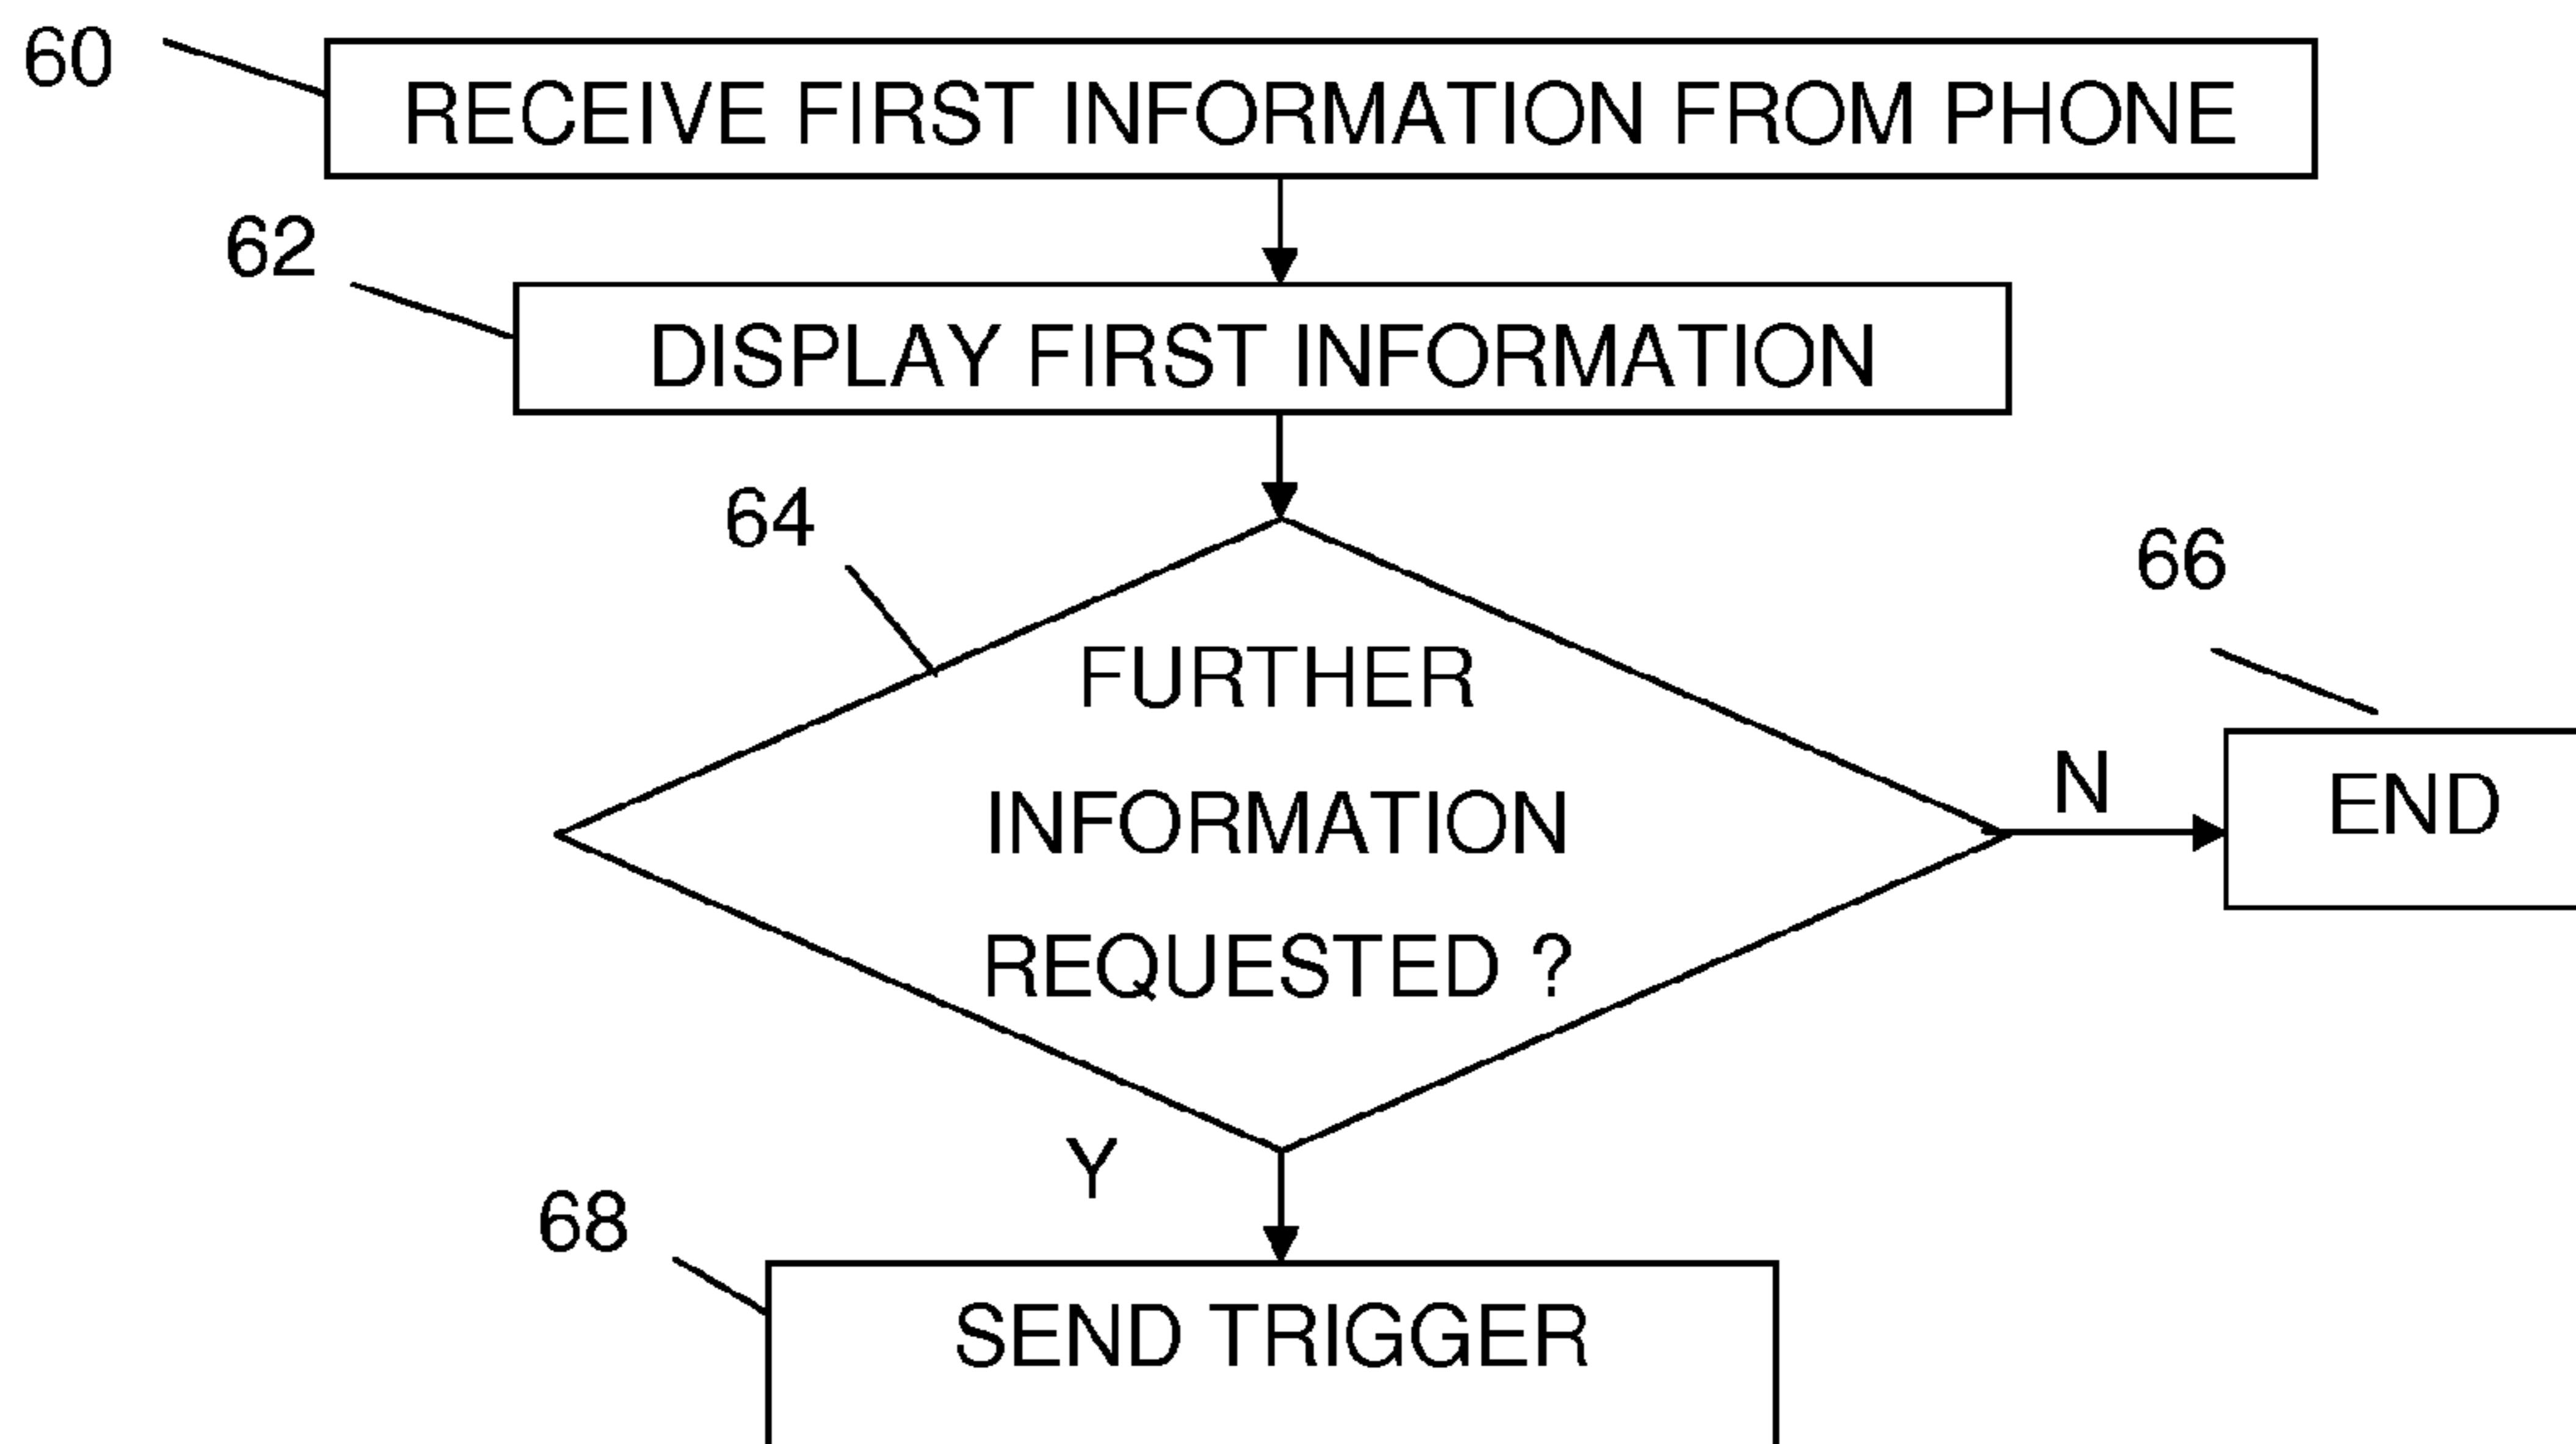 60
RECEIVE FIRST INFORMATION FROM PHONE
62
DISPLAY FIRST INFORMATION
64
FURTHER
INFORMATION
REQUESTED ?
66
N
END
Y
68
SEND TRIGGER